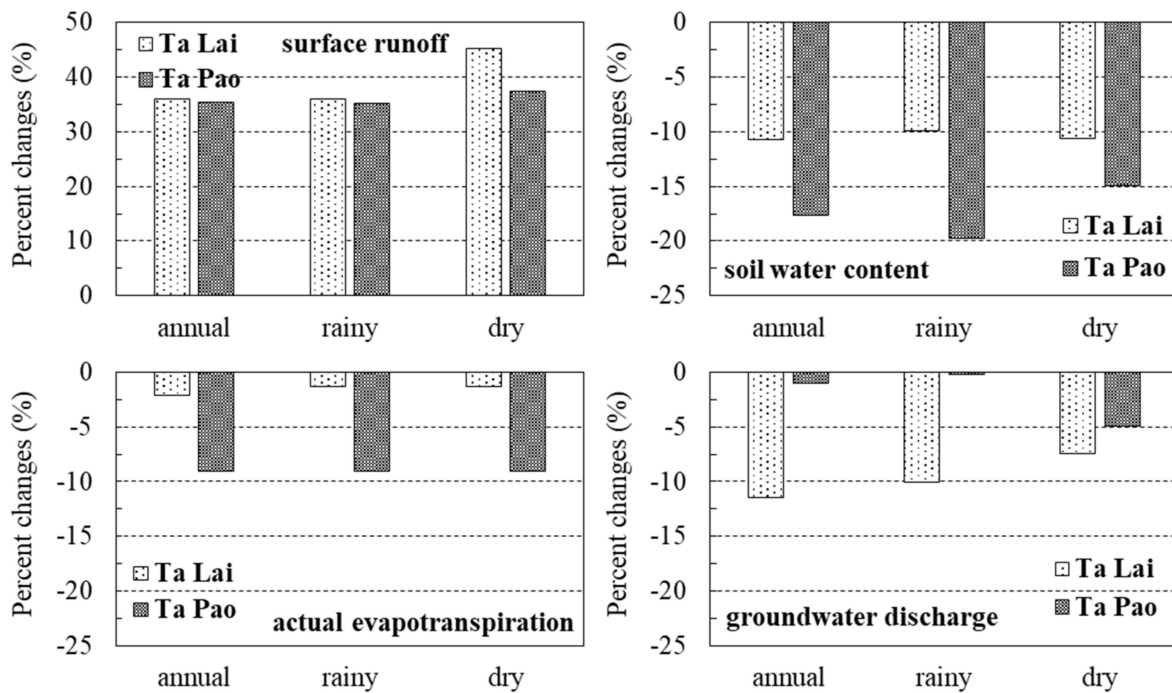 Percent changes (%)
50
40
30
20
10
0
Ta Lai
Ta Pao
surface runoff
annual
rainy
dry
Percent changes (%)
0
-5
-10
-15
-20
-25
Ta Lai
Ta Pao
soil water content
annual
rainy
dry
Percent changes (%)
0
-5
-10
-15
-20
-25
Ta Lai
Ta Pao
actual evapotranspiration
annual
rainy
dry
Percent changes (%)
0
-5
-10
-15
-20
-25
Ta Lai
Ta Pao
groundwater discharge
annual
rainy
dry